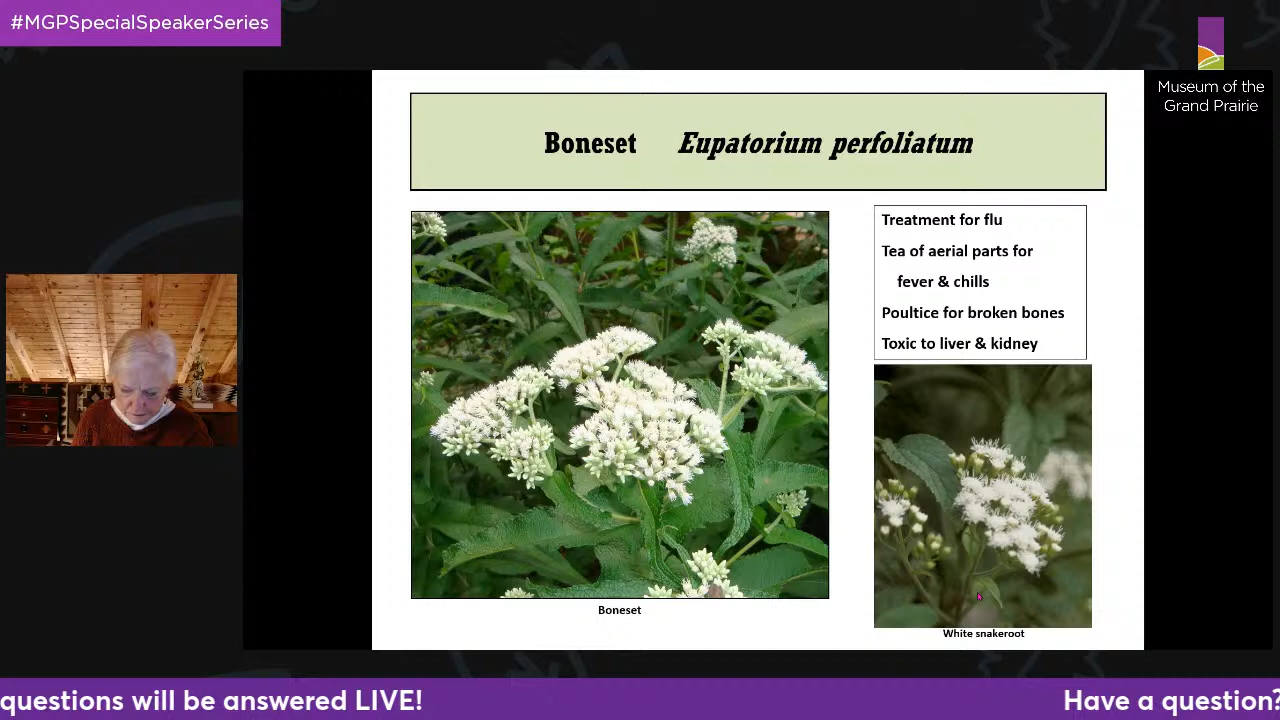 #MGPSpecialSpeakerSeries
Museum of the
Grand Prairie
Boneset Eupatorium perfoliatum
Treatment for flu
Tea of aerial parts for
fever & chills
Poultice for broken bones
Toxic to liver & kidney
Boneset
White snakeroot
questions will be answered LIVE!
Have a question?